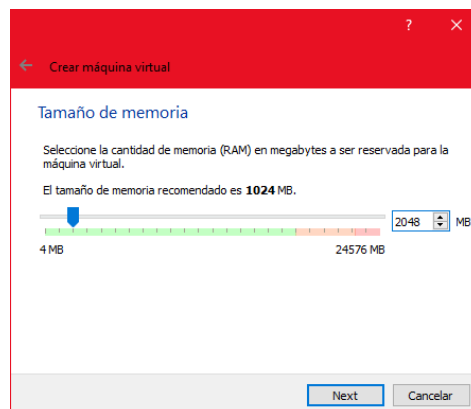 ?
Crear máquina virtual
Tamaño de memoria
Seleccione la cantidad de memoria (RAM) en megabytes a ser reservada para la
máquina virtual.
El tamaño de memoria recomendado es 1024 MB.
2048 MB
4 MB 24576 MB
Next Cancelar